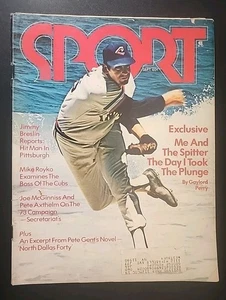 SPORT
Jimmy
Breslin
Reports:
Hit Man In
Pittsburgh
Mike Royko
Examines The
Boss Of The Cubs
Joe McGinniss And
Pete Axthelm On The
'73 Campaign
—Secretariat's
Plus
An Excerpt From Pete Gent's Novel—
North Dallas Forty
Exclusive
Me And
The Spitter
The Day I Took
The Plunge
By Gaylord
Perry